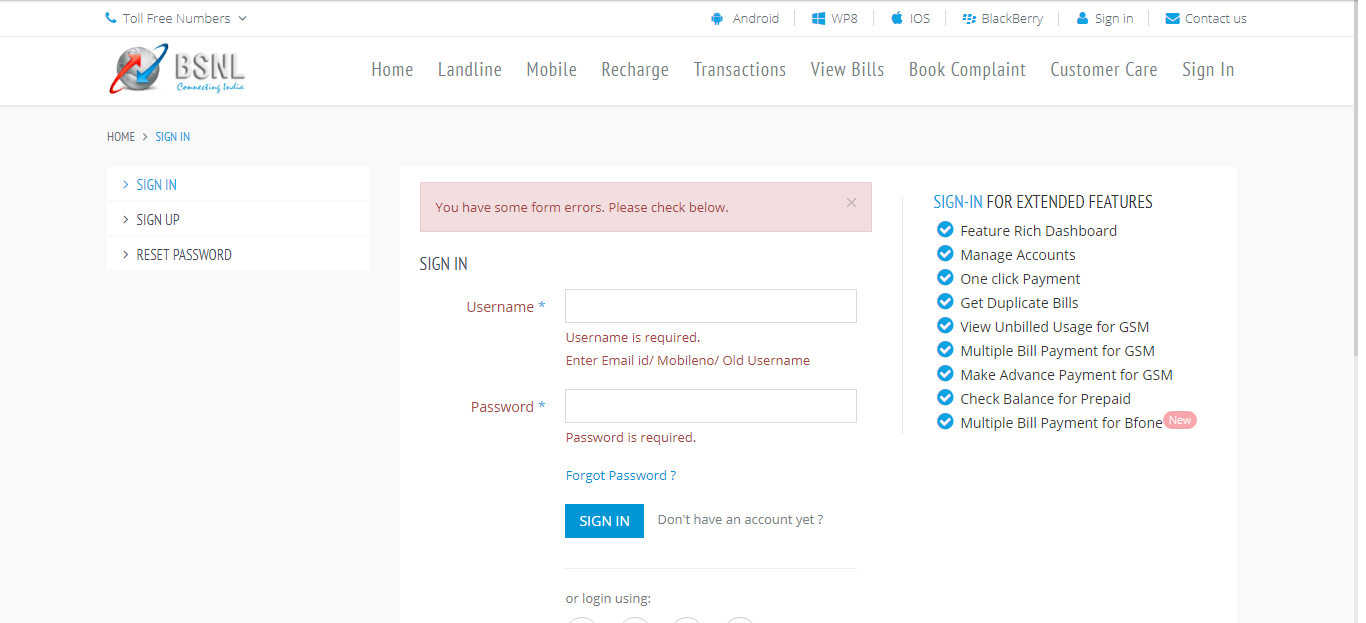 Toll Free Numbers
Android WP8 IOS BlackBerry Sign in Contact us
BSNL
Connecting India
Home Landline Mobile Recharge Transactions View Bills Book Complaint Customer Care Sign In
HOME > SIGN IN
> SIGN IN
> SIGN UP
> RESET PASSWORD
You have some form errors. Please check below. ×
SIGN IN
Username *
Username is required.
Enter Email id/ Mobileno/ Old Username
Password *
Password is required.
Forgot Password ?
SIGN IN Don't have an account yet ?
or login using:
SIGN-IN FOR EXTENDED FEATURES
Feature Rich Dashboard
Manage Accounts
One click Payment
Get Duplicate Bills
View Unbilled Usage for GSM
Multiple Bill Payment for GSM
Make Advance Payment for GSM
Check Balance for Prepaid
Multiple Bill Payment for Bfone New